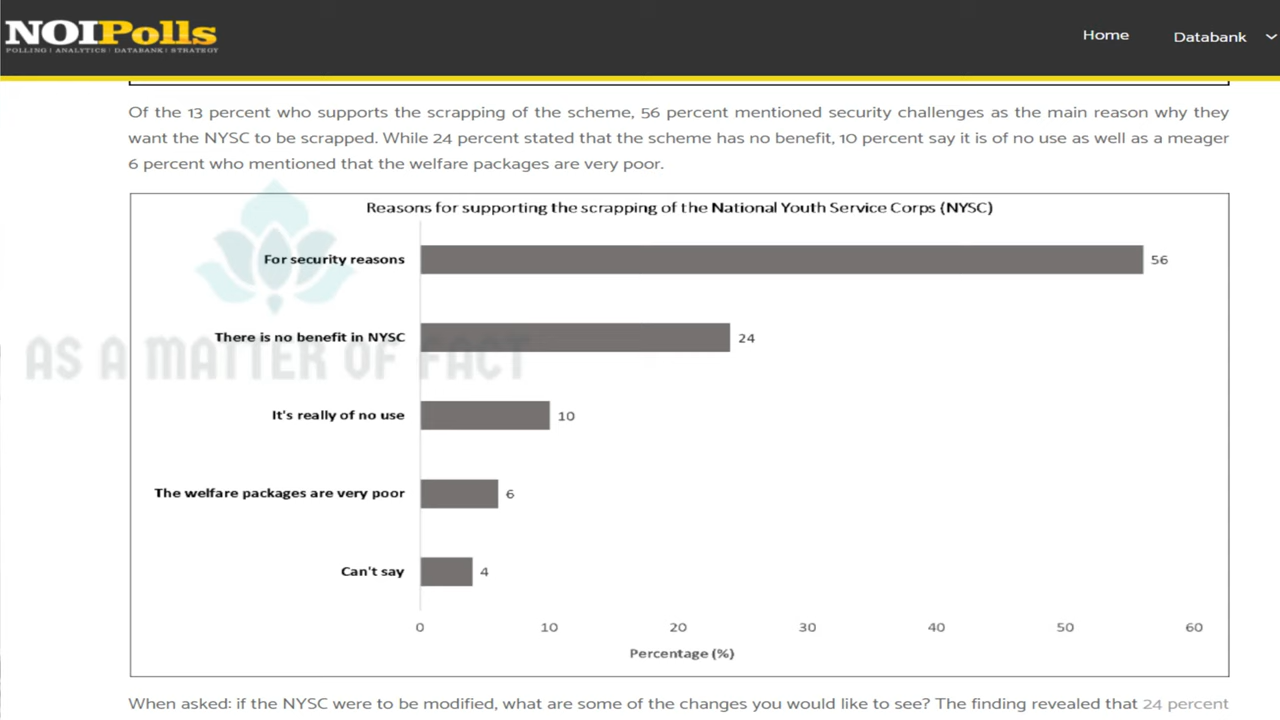 NOIPolls
POLLING | ANALYTICS | DATABANK | STRATEGY
Home
Databank
Of the 13 percent who supports the scrapping of the scheme, 56 percent mentioned security challenges as the main reason why they
want the NYSC to be scrapped. While 24 percent stated that the scheme has no benefit, 10 percent say it is of no use as well as a meager
6 percent who mentioned that the welfare packages are very poor.
Reasons for supporting the scrapping of the National Youth Service Corps (NYSC)
For security reasons 56
There is no benefit in NYSC 24
AS A MATTER OF FACT
It's really of no use 10
The welfare packages are very poor 6
Can't say 4
0 10 20 30 40 50 60
Percentage (%)
When asked: if the NYSC were to be modified, what are some of the changes you would like to see? The finding revealed that 24 percent